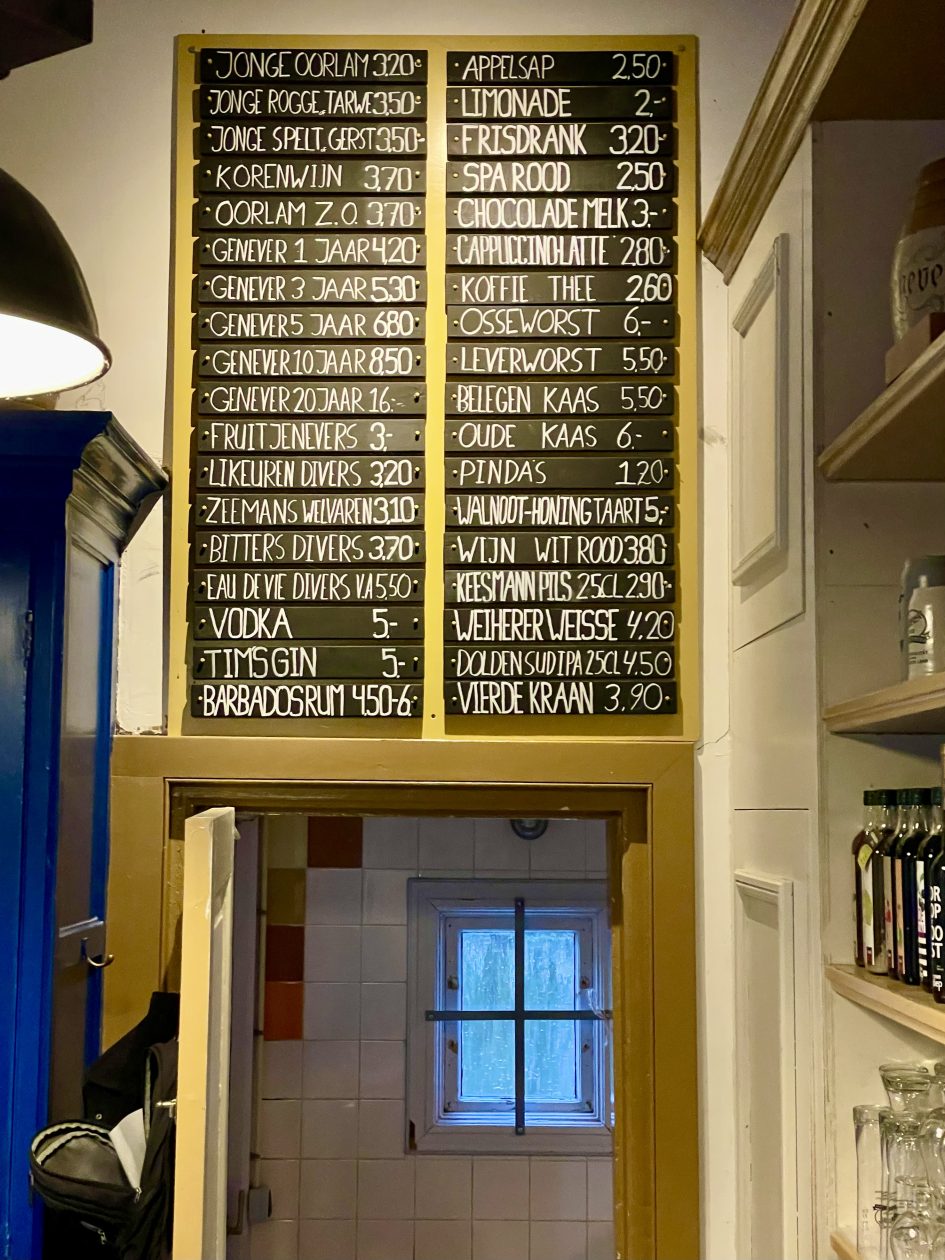 JONGE OORLAM 3,20
JONGE ROGGE, TARWE 3,50
JONGE SPELT, GERST 3,50
KORENWIJN 3,70
OORLAM Z.O. 3,70
GENEVER 1 JAAR 4,20
GENEVER 3 JAAR 5,30
GENEVER 5 JAAR 6,80
GENEVER 10 JAAR 8,50
GENEVER 20 JAAR 16,-
FRUITJENEVERS 3,-
LIKEUREN DIVERS 3,20
ZEEMANS WELVAREN 3,10
BITTERS DIVERS 3,70
EAU DE VIE DIVERS V.A 5,50
VODKA 5,-
TIM'S GIN 5,-
BARBADOS RUM 4,50-6,
APPELSAP 2,50
LIMONADE 2,-
FRISDRANK 3,20
SPA ROOD 2,50
CHOCOLADE MELK 3,-
CAPPUCCINO-LATTE 2,80
KOFFIE THEE 2,60
OSSEWORST 6,-
LEVERWORST 5,50
BELEGEN KAAS 5,50
OUDE KAAS 6,-
PINDA'S 1,20
WALNOOT-HONING TAART 5,-
WIJN WIT ROOD 3,80
KEESMANN PILS 25CL 2,90
WEIHERER WEISSE 4,20
DOLDEN SUD IPA 25CL 4,50
VIERDE KRAAN 3,90